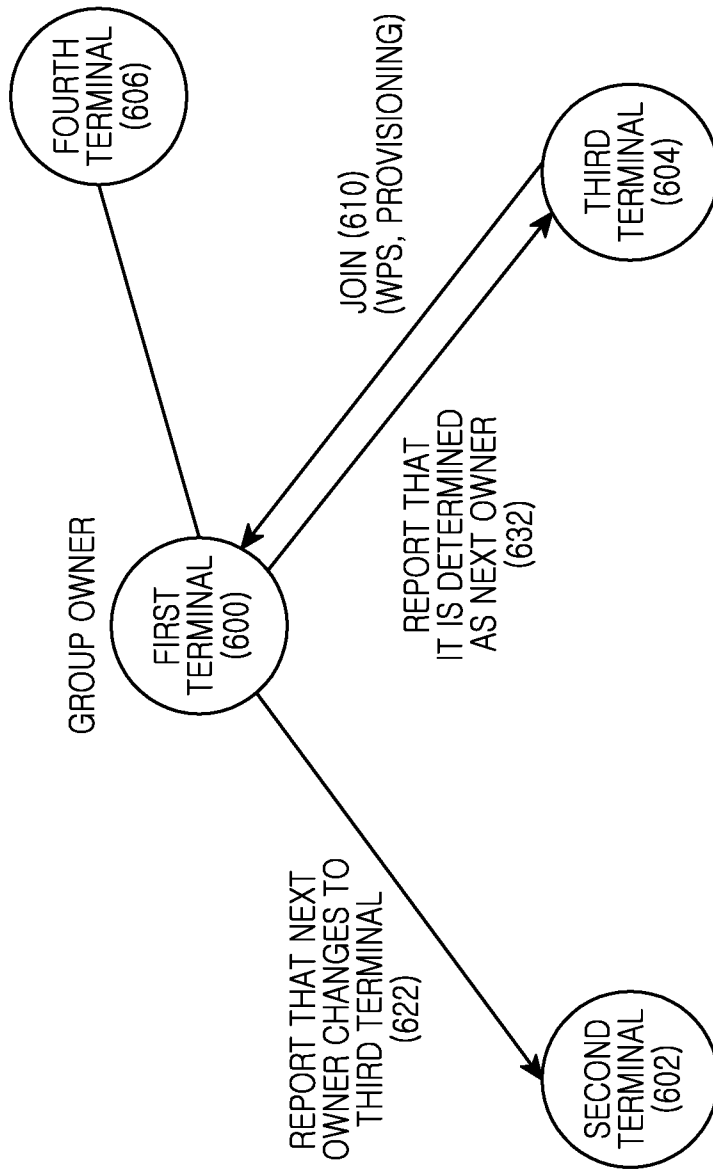 GROUP OWNER
FIRST
TERMINAL
(600)
FOURTH
TERMINAL
(606)
REPORT THAT NEXT
OWNER CHANGES TO
THIRD TERMINAL
(622)
REPORT THAT
IT IS DETERMINED
AS NEXT OWNER
(632)
JOIN (610)
(WPS, PROVISIONING)
SECOND
TERMINAL
(602)
THIRD
TERMINAL
(604)